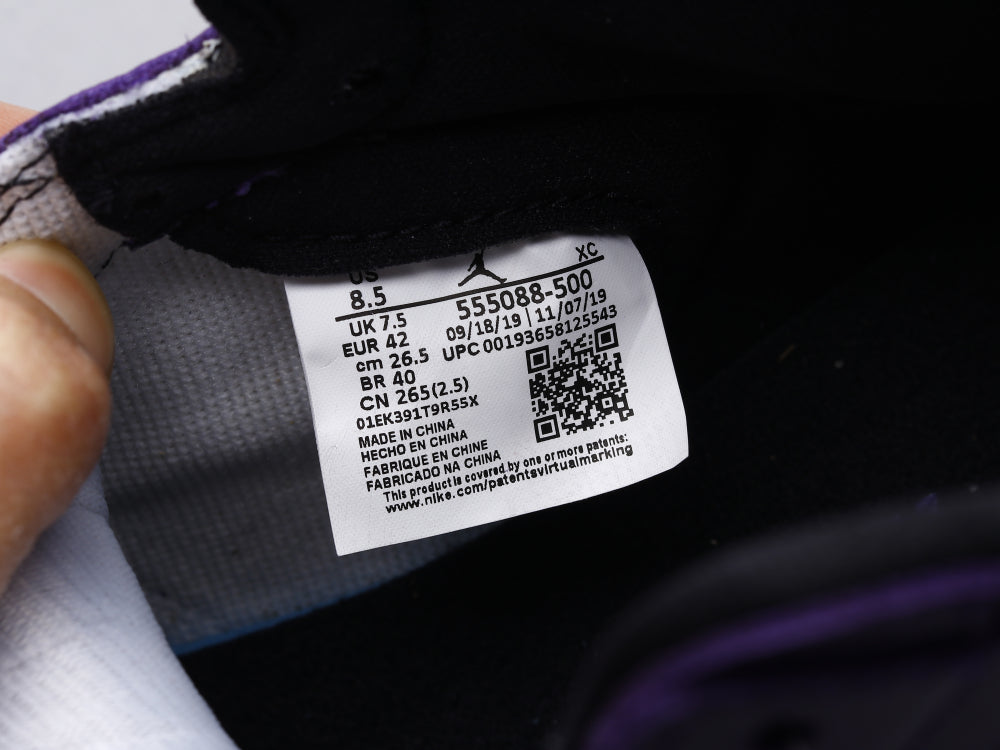 US
XC
8.5
555088-500
UK 7.5
09/18/19 | 11/07/19
EUR 42
UPC 00193658125543
cm 26.5
BR 40
CN 265(2.5)
01EK391T9R55X
MADE IN CHINA
HECHO EN CHINA
FABRIQUE EN CHINE
FABRICADO NA CHINA
This product is covered by one or more patents:
www.nike.com/patentsvirtualmarking